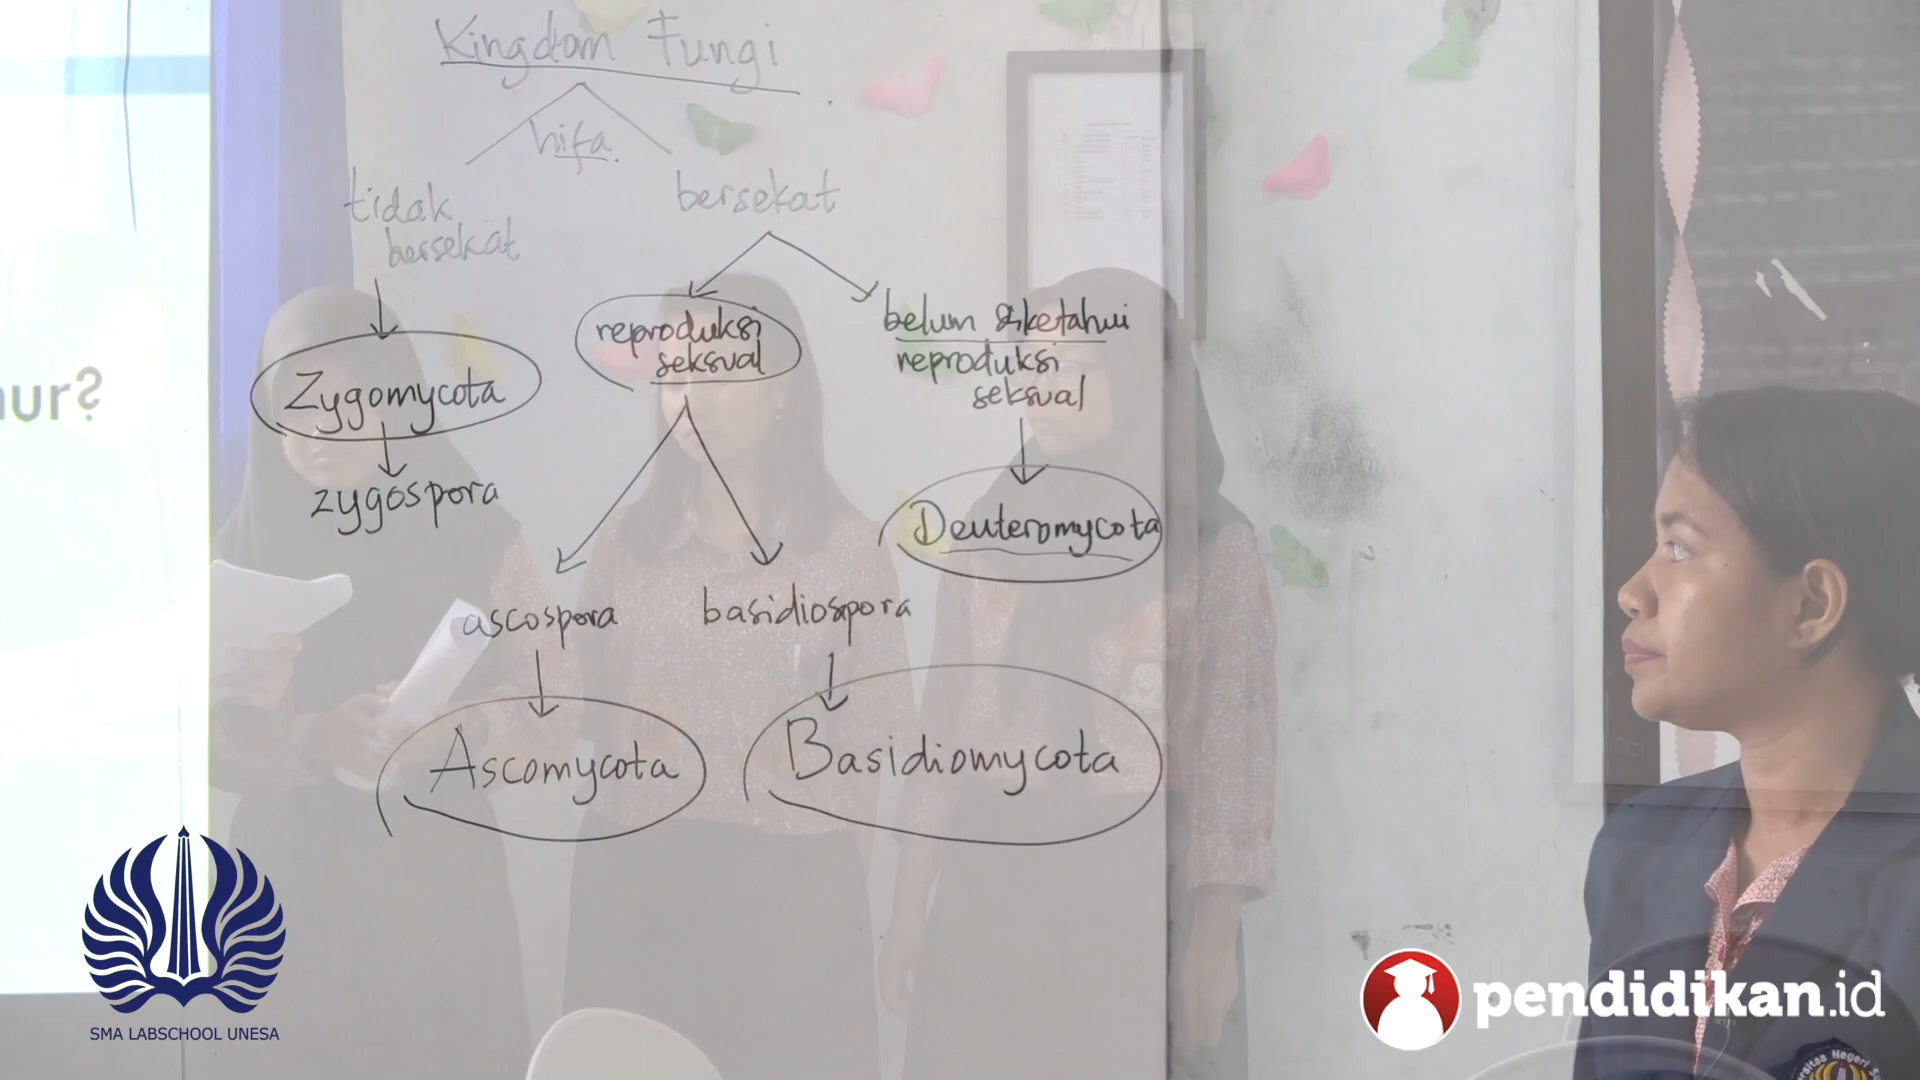 Kingdom Fungi
hifa.
tidak
bersekat
bersekat
reproduksi
seksual
belum diketahui
reproduksi
seksual
Zygomycota
zygospora
Deuteromycota
ascospora
basidiospora
Ascomycota
Basidiomycota
nur?
SMA LABSCHOOL UNESA
pendidikan.id